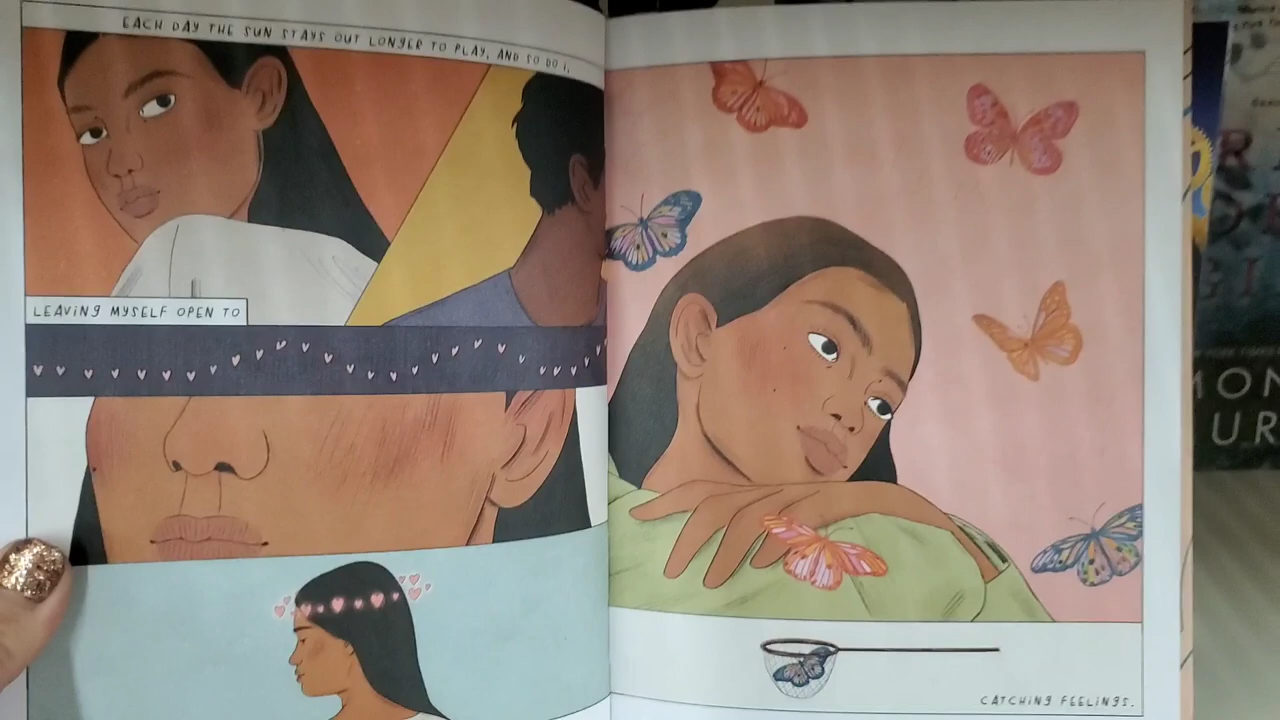 EACH DAY THE SUN STAYS OUT LONGER TO PLAY, AND SO DO I,
LEAVING MYSELF OPEN TO
CATCHING FEELINGS.